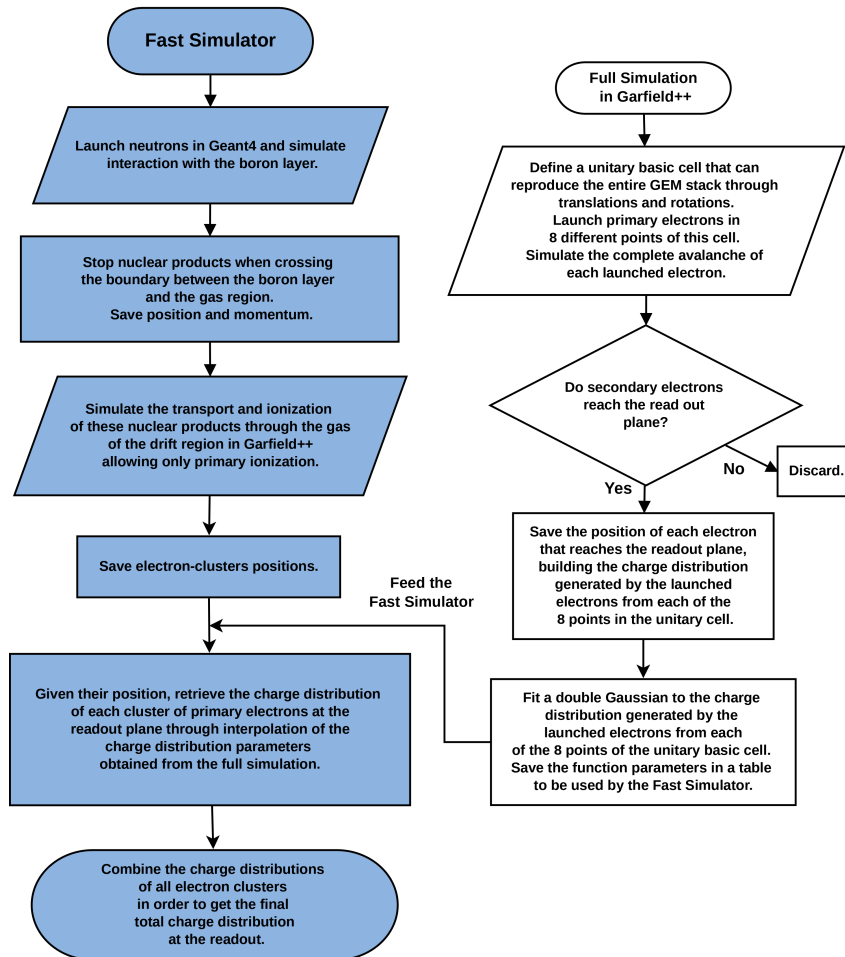 Fast Simulator
Launch neutrons in Geant4 and simulate
interaction with the boron layer.
Stop nuclear products when crossing
the boundary between the boron layer
and the gas region.
Save position and momentum.
Simulate the transport and ionization
of these nuclear products through the gas
of the drift region in Garfield++
allowing only primary ionization.
Save electron-clusters positions.
Given their position, retrieve the charge distribution
of each cluster of primary electrons at the
readout plane through interpolation of the
charge distribution parameters
obtained from the full simulation.
Combine the charge distributions
of all electron clusters
in order to get the final
total charge distribution
at the readout.
Full Simulation
in Garfield++
Define a unitary basic cell that can
reproduce the entire GEM stack through
translations and rotations.
Launch primary electrons in
8 different points of this cell.
Simulate the complete avalanche of
each launched electron.
Do secondary electrons
reach the read out
plane?
No
Discard.
Yes
Save the position of each electron
that reaches the readout plane,
building the charge distribution
generated by the launched
electrons from each of the
8 points in the unitary cell.
Fit a double Gaussian to the charge
distribution generated by the
launched electrons from each
of the 8 points of the unitary basic cell.
Save the function parameters in a table
to be used by the Fast Simulator.
Feed the
Fast Simulator